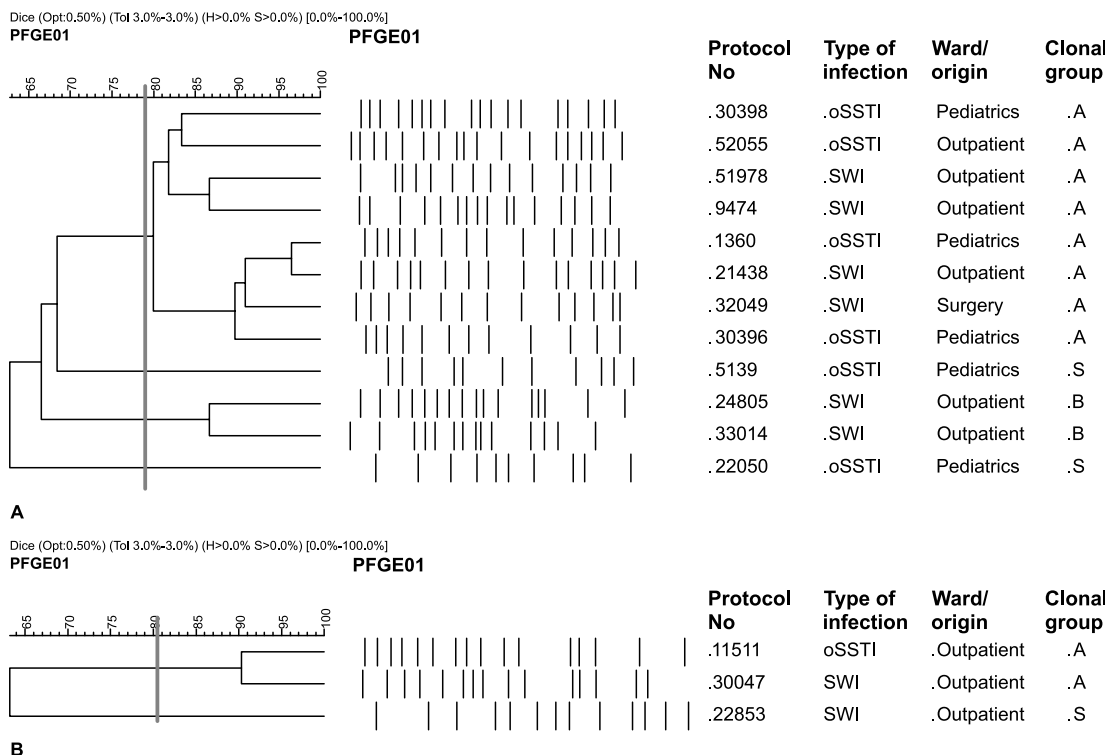 Dice (Opt:0.50%) (Tol 3.0%-3.0%) (H>0.0% S>0.0%) [0.0%-100.0%]
PFGE01 PFGE01
Protocol No Type of infection Ward/ origin Clonal group
65 70 75 80 85 90 95 100
.30398 .oSSTI Pediatrics .A
.52055 .oSSTI Outpatient .A
.51978 .SWI Outpatient .A
.9474 .SWI Outpatient .A
.1360 .oSSTI Pediatrics .A
.21438 .SWI Outpatient .A
.32049 .SWI Surgery .A
.30396 .oSSTI Pediatrics .A
.5139 .oSSTI Pediatrics .S
.24805 .SWI Outpatient .B
.33014 .SWI Outpatient .B
.22050 .oSSTI Pediatrics .S
A
Dice (Opt:0.50%) (Tol 3.0%-3.0%) (H>0.0% S>0.0%) [0.0%-100.0%]
PFGE01 PFGE01
Protocol No Type of infection Ward/ origin Clonal group
65 70 75 80 85 90 95 100
.11511 oSSTI .Outpatient .A
.30047 SWI .Outpatient .A
.22853 SWI .Outpatient .S
B